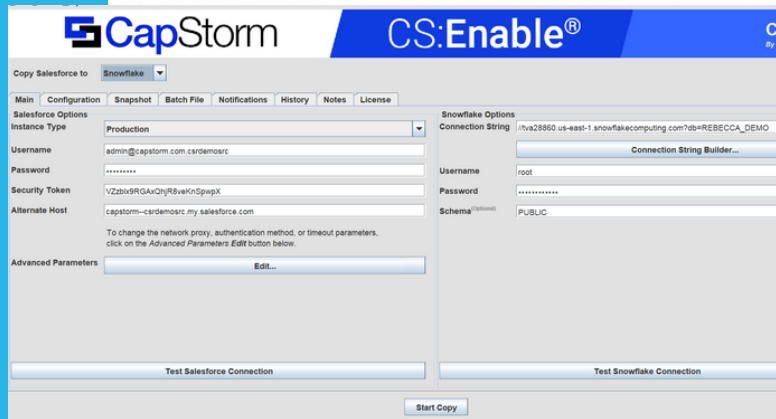 CapStorm
CS:Enable®
By
Copy Salesforce to Snowflake
Main Configuration Snapshot Batch File Notifications History Notes License
Salesforce Options
Instance Type Production
Username admin@capstorm.com.csrdemosrc
Password •••••••••
Security Token VZzblx9RGAxQhjR8veKnSpwpX
Alternate Host capstorm--csrdemosrc.my.salesforce.com
To change the network proxy, authentication method, or timeout parameters,
click on the Advanced Parameters Edit button below.
Advanced Parameters Edit...
Test Salesforce Connection
Snowflake Options
Connection String //tva28860.us-east-1.snowflakecomputing.com?db=REBECCA_DEMO
Connection String Builder...
Username root
Password ••••••••••••
Schema (Optional) PUBLIC
Test Snowflake Connection
Start Copy